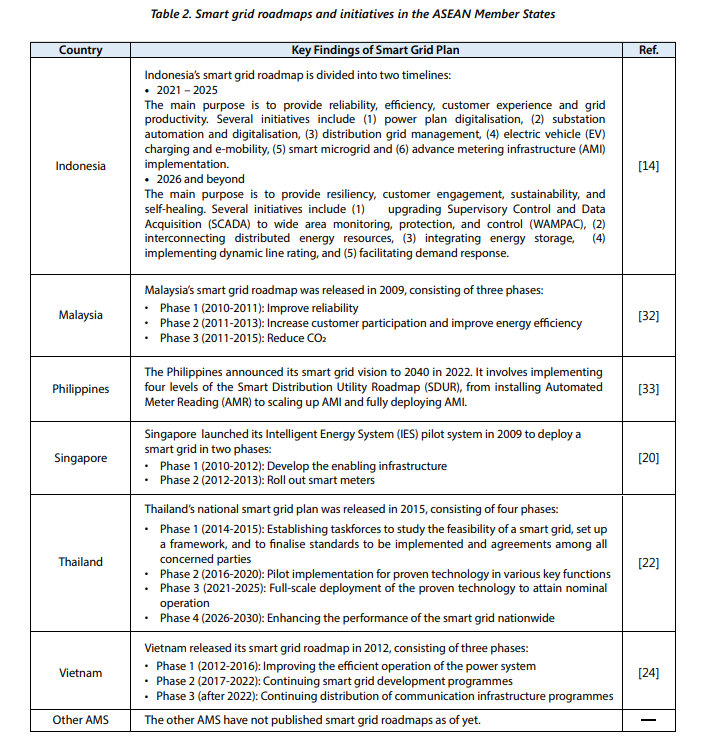 Table 2. Smart grid roadmaps and initiatives in the ASEAN Member States
Country Key Findings of Smart Grid Plan Ref.
Indonesia
Indonesia's smart grid roadmap is divided into two timelines:
• 2021 – 2025
The main purpose is to provide reliability, efficiency, customer experience and grid
productivity. Several initiatives include (1) power plan digitalisation, (2) substation
automation and digitalisation, (3) distribution grid management, (4) electric vehicle (EV)
charging and e-mobility, (5) smart microgrid and (6) advance metering infrastructure (AMI)
implementation.
• 2026 and beyond
The main purpose is to provide resiliency, customer engagement, sustainability, and
self-healing. Several initiatives include (1) upgrading Supervisory Control and Data
Acquisition (SCADA) to wide area monitoring, protection, and control (WAMPAC), (2)
interconnecting distributed energy resources, (3) integrating energy storage, (4)
implementing dynamic line rating, and (5) facilitating demand response.
[14]
Malaysia
Malaysia's smart grid roadmap was released in 2009, consisting of three phases:
• Phase 1 (2010-2011): Improve reliability
• Phase 2 (2011-2013): Increase customer participation and improve energy efficiency
• Phase 3 (2011-2015): Reduce CO₂
[32]
Philippines
The Philippines announced its smart grid vision to 2040 in 2022. It involves implementing
four levels of the Smart Distribution Utility Roadmap (SDUR), from installing Automated
Meter Reading (AMR) to scaling up AMI and fully deploying AMI.
[33]
Singapore
Singapore launched its Intelligent Energy System (IES) pilot system in 2009 to deploy a
smart grid in two phases:
• Phase 1 (2010-2012): Develop the enabling infrastructure
• Phase 2 (2012-2013): Roll out smart meters
[20]
Thailand
Thailand's national smart grid plan was released in 2015, consisting of four phases:
• Phase 1 (2014-2015): Establishing taskforces to study the feasibility of a smart grid, set up
a framework, and to finalise standards to be implemented and agreements among all
concerned parties
• Phase 2 (2016-2020): Pilot implementation for proven technology in various key functions
• Phase 3 (2021-2025): Full-scale deployment of the proven technology to attain nominal
operation
• Phase 4 (2026-2030): Enhancing the performance of the smart grid nationwide
[22]
Vietnam
Vietnam released its smart grid roadmap in 2012, consisting of three phases:
• Phase 1 (2012-2016): Improving the efficient operation of the power system
• Phase 2 (2017-2022): Continuing smart grid development programmes
• Phase 3 (after 2022): Continuing distribution of communication infrastructure programmes
[24]
Other AMS The other AMS have not published smart grid roadmaps as of yet. —